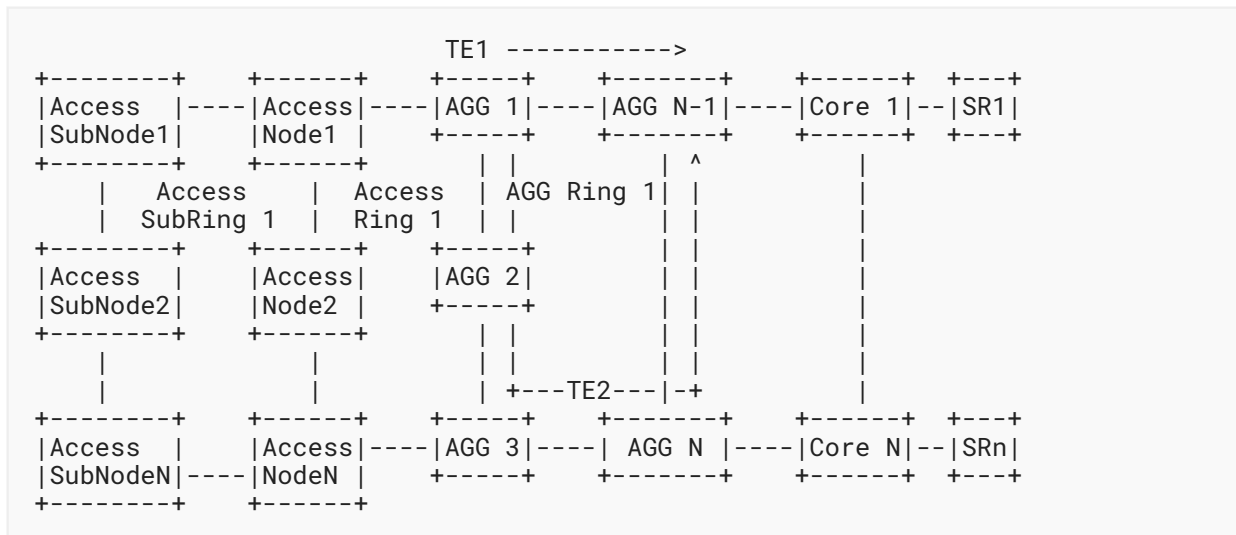 TE1 ----------->
+--------+    +------+    +-----+    +-------+    +------+  +---+
|Access  |----|Access|----|AGG 1|----|AGG N-1|----|Core 1|--|SR1|
|SubNode1|    |Node1 |    +-----+    +-------+    +------+  +---+
+--------+    +------+       | |         | ^          |
    |   Access    |  Access  | AGG Ring 1| |          |
    |  SubRing 1  |  Ring 1  | |         | |          |
+--------+    +------+    +-----+        | |          |
|Access  |    |Access|    |AGG 2|        | |          |
|SubNode2|    |Node2 |    +-----+        | |          |
+--------+    +------+       | |         | |          |
    |             |          | |         | |          |
    |             |          | +---TE2---|-+          |
+--------+    +------+    +-----+    +-------+    +------+  +---+
|Access  |    |Access|----|AGG 3|----| AGG N |----|Core N|--|SRn|
|SubNodeN|----|NodeN |    +-----+    +-------+    +------+  +---+
+--------+    +------+